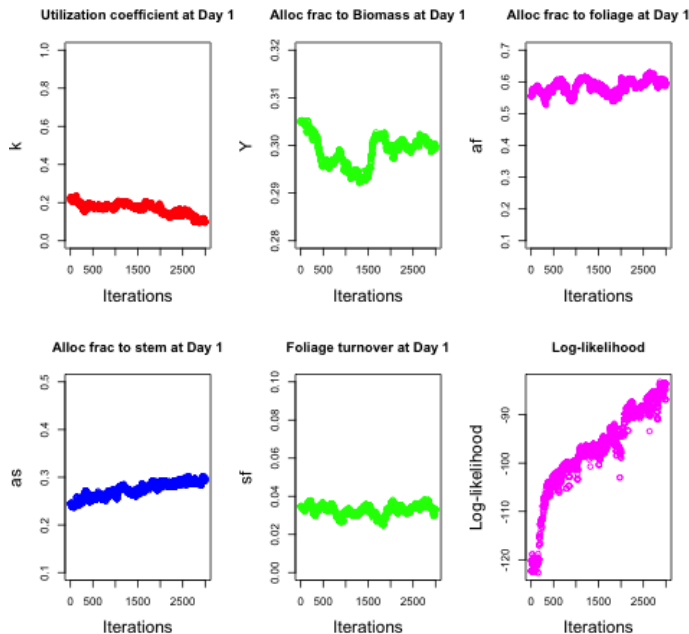 Utilization coefficient at Day 1
k
0.0 0.2 0.4 0.6 0.8 1.0
0 500 1500 2500
Iterations
Alloc frac to Biomass at Day 1
Y
0.28 0.29 0.30 0.31 0.32
0 500 1500 2500
Iterations
Alloc frac to foliage at Day 1
af
0.1 0.2 0.3 0.4 0.5 0.6 0.7
0 500 1500 2500
Iterations
Alloc frac to stem at Day 1
as
0.1 0.2 0.3 0.4 0.5
0 500 1500 2500
Iterations
Foliage turnover at Day 1
sf
0.00 0.02 0.04 0.06 0.08 0.10
0 500 1500 2500
Iterations
Log-likelihood
Log-likelihood
-120 -110 -100 -90
0 500 1500 2500
Iterations